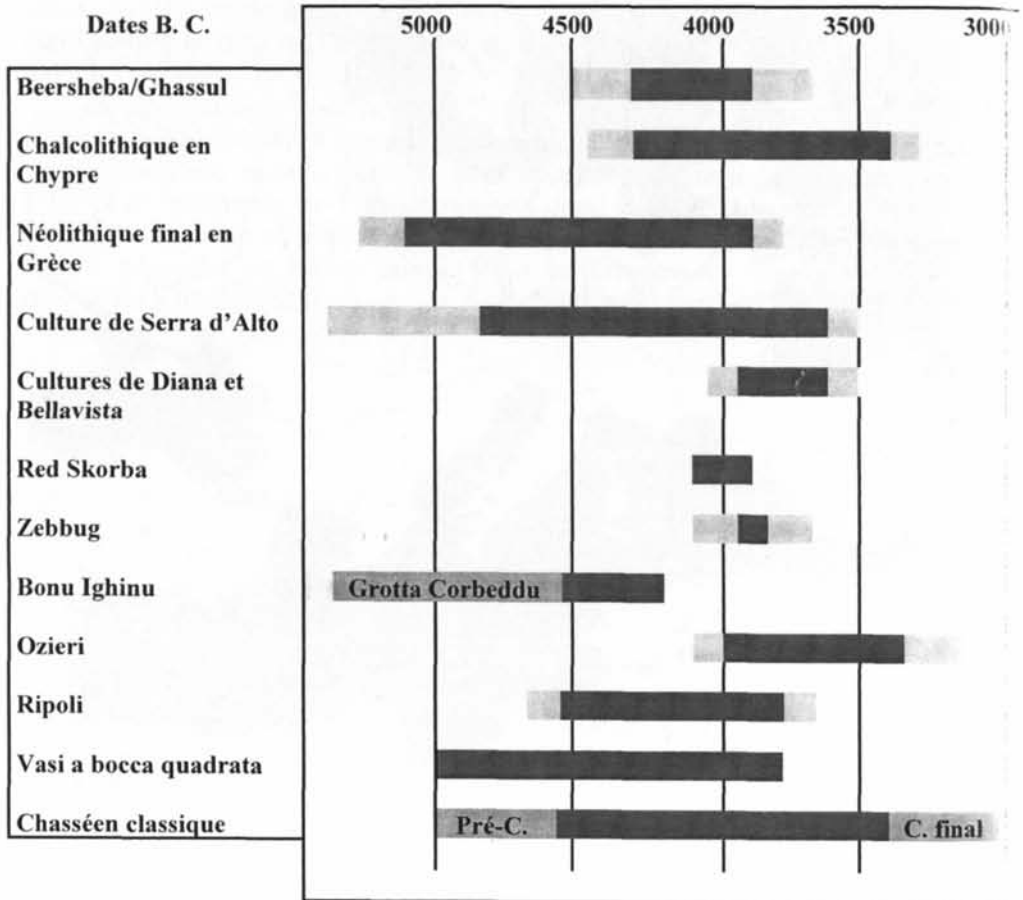 Dates B. C. 5000 4500 4000 3500 3000
Beersheba/Ghassul
Chalcolithique en
Chypre
Néolithique final en
Grèce
Culture de Serra d'Alto
Cultures de Diana et
Bellavista
Red Skorba
Zebbug
Bonu Ighinu Grotta Corbeddu
Ozieri
Ripoli
Vasi a bocca quadrata
Chasséen classique Pré-C. C. final